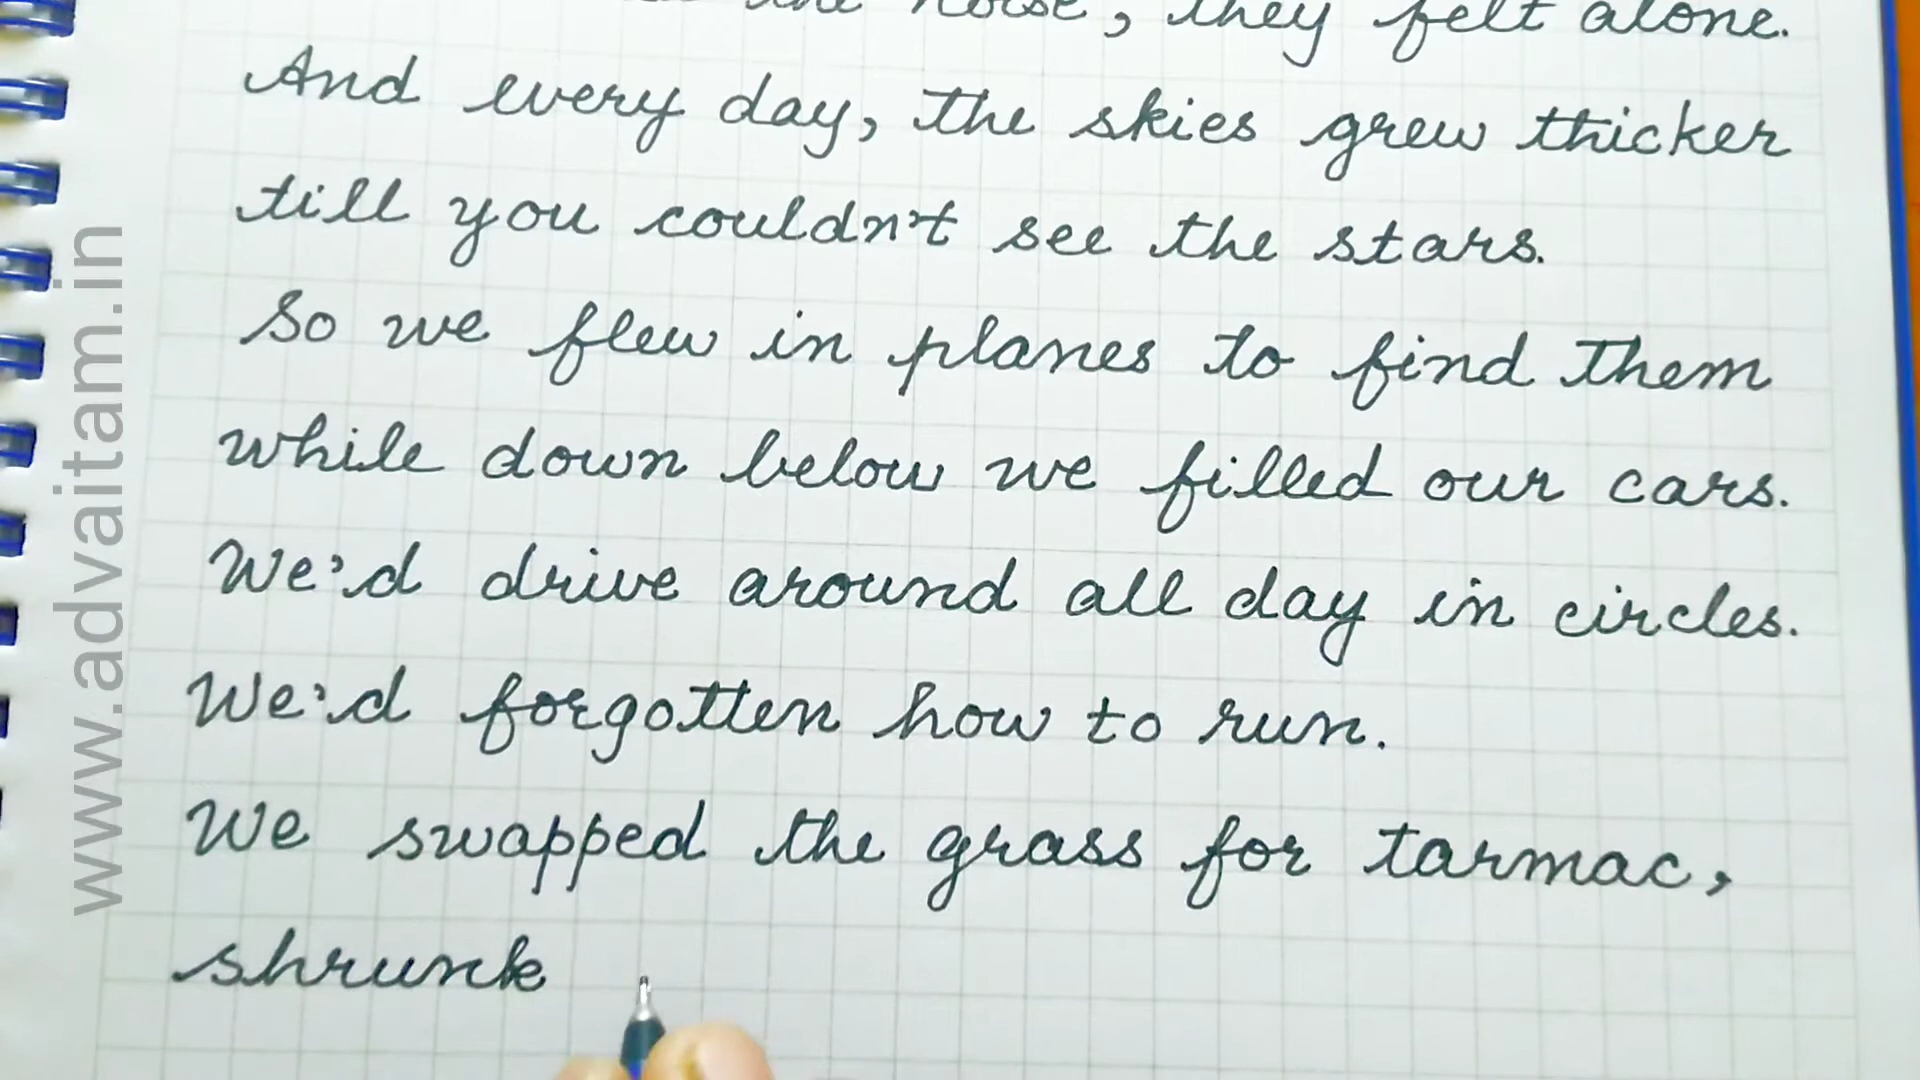 the noise, they felt alone.
And every day, the skies grew thicker
till you couldn't see the stars.
So we flew in planes to find them
while down below we filled our cars.
We'd drive around all day in circles.
We'd forgotten how to run.
We swapped the grass for tarmac,
shrunk
www.advaitam.in